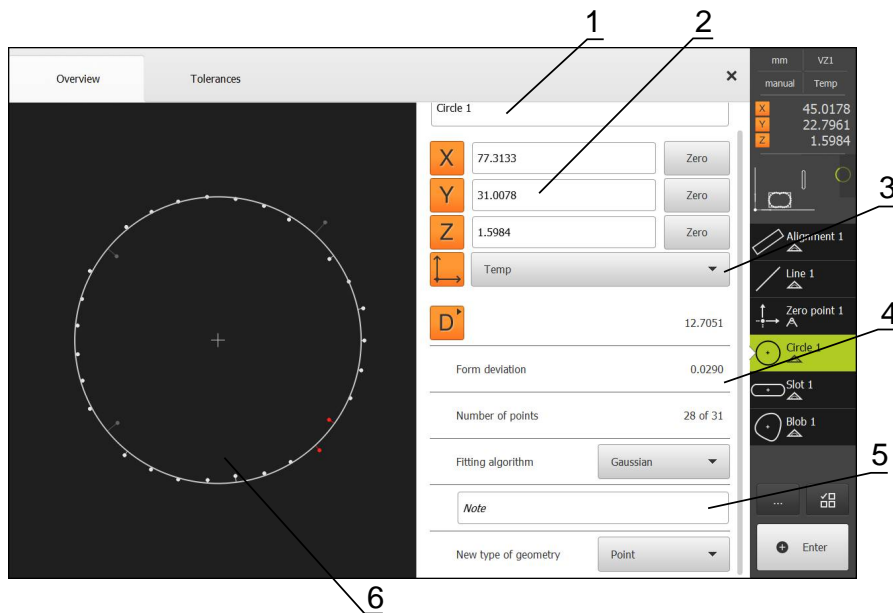 1
2
Overview
Tolerances
×
mm
VZ1
manual
Temp
X 45.0178
Y 22.7961
Z 1.5984
Circle 1
X 77.3133 Zero
Y 31.0078 Zero
Z 1.5984 Zero
3
Temp
Alignment 1
Line 1
Zero point 1
D 12.7051
4
Circle 1
Form deviation 0.0290
Slot 1
Number of points 28 of 31
Blob 1
Fitting algorithm Gaussian
5
Note
...
New type of geometry Point
Enter
6